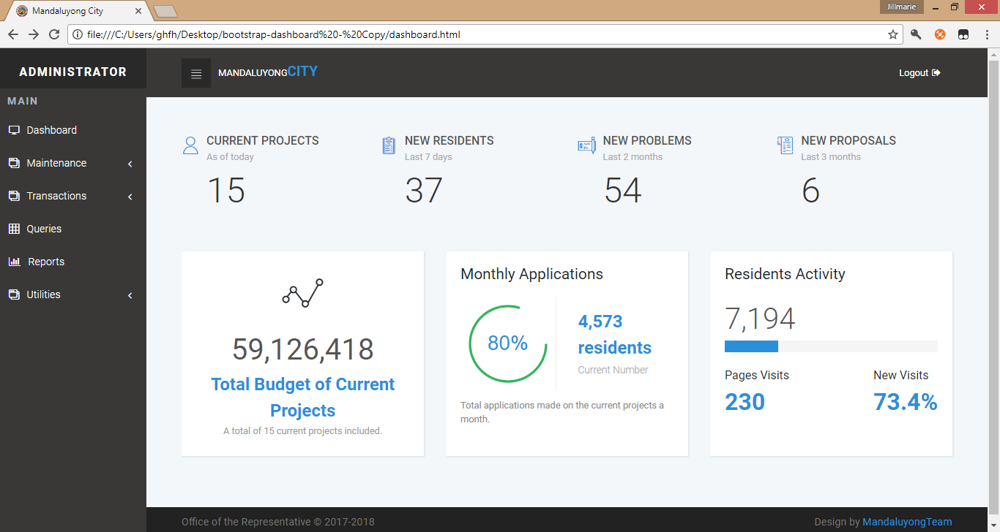 Mandaluyong City
Jillmarie
file:///C:/Users/ghfh/Desktop/bootstrap-dashboard%20-%20Copy/dashboard.html
ADMINISTRATOR
MANDALUYONGCITY
Logout
MAIN
Dashboard
Maintenance
Transactions
Queries
Reports
Utilities
CURRENT PROJECTS
As of today
15
NEW RESIDENTS
Last 7 days
37
NEW PROBLEMS
Last 2 months
54
NEW PROPOSALS
Last 3 months
6
59,126,418
Total Budget of Current
Projects
A total of 15 current projects included.
Monthly Applications
80%
4,573
residents
Current Number
Total applications made on the current projects a
month.
Residents Activity
7,194
Pages Visits
230
New Visits
73.4%
Office of the Representative © 2017-2018
Design by MandaluyongTeam